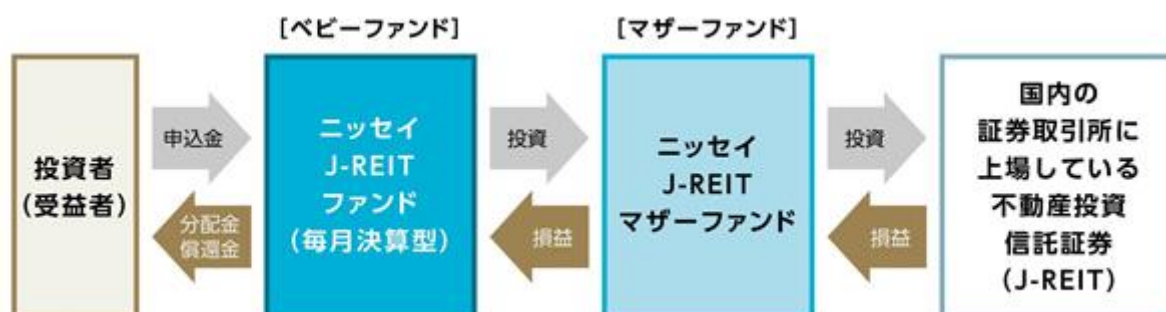 [ベビーファンド]
[マザーファンド]
投資者
(受益者)
申込金
分配金
償還金
ニッセイ
J-REIT
ファンド
(毎月決算型)
投資
損益
ニッセイ
J-REIT
マザーファンド
投資
損益
国内の
証券取引所に
上場している
不動産投資
信託証券
(J-REIT)